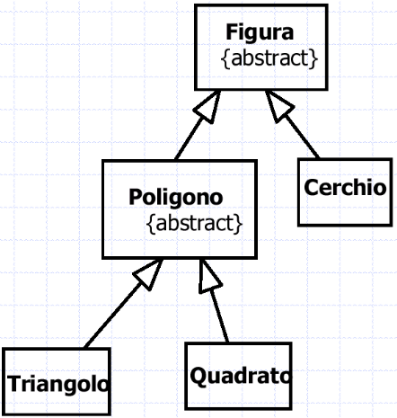 Figura
{abstract}
Poligono
{abstract}
Cerchio
Triangolo
Quadrato